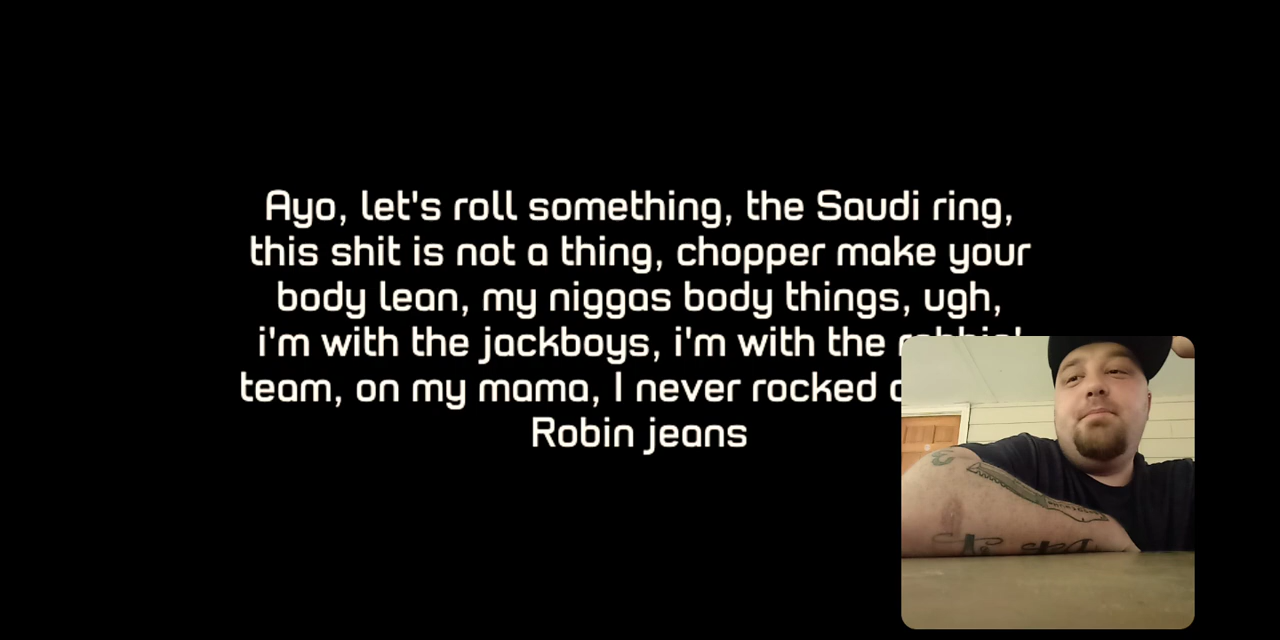 Ayo, let's roll something, the Saudi ring,
this shit is not a thing, chopper make your
body lean, my niggas body things, ugh,
i'm with the jackboys, i'm with the
team, on my mama, I never rocked
Robin jeans